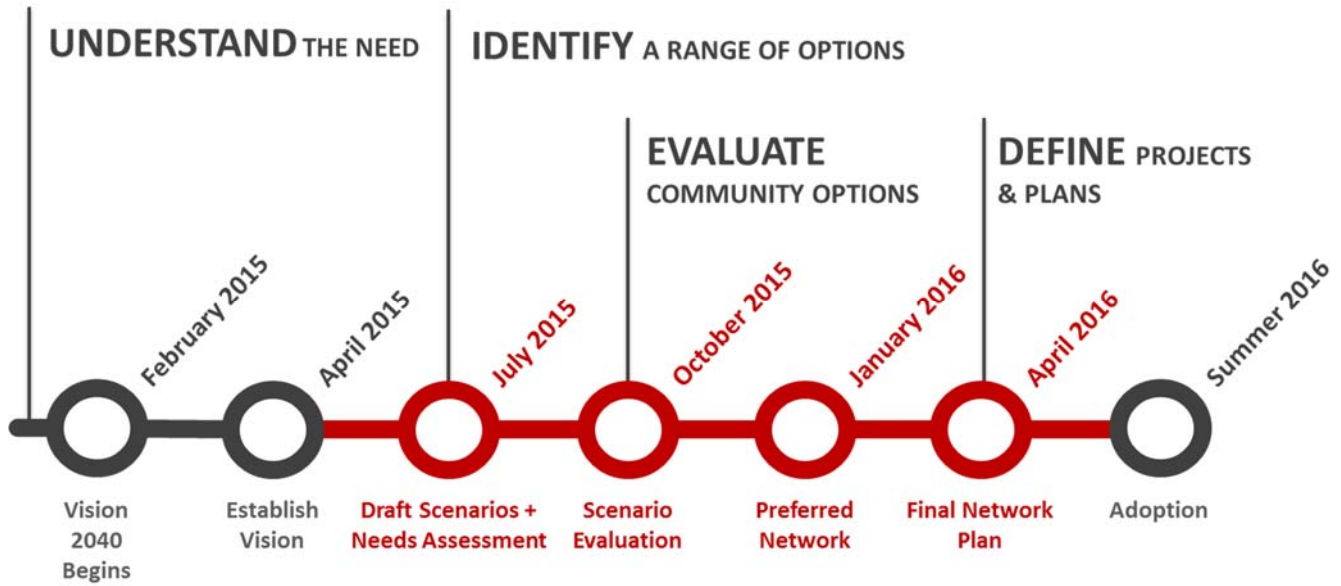 UNDERSTAND THE NEED
IDENTIFY A RANGE OF OPTIONS
EVALUATE
COMMUNITY OPTIONS
DEFINE PROJECTS
& PLANS
February 2015
April 2015
July 2015
October 2015
January 2016
April 2016
Summer 2016
Vision
2040
Begins
Establish
Vision
Draft Scenarios +
Needs Assessment
Scenario
Evaluation
Preferred
Network
Final Network
Plan
Adoption